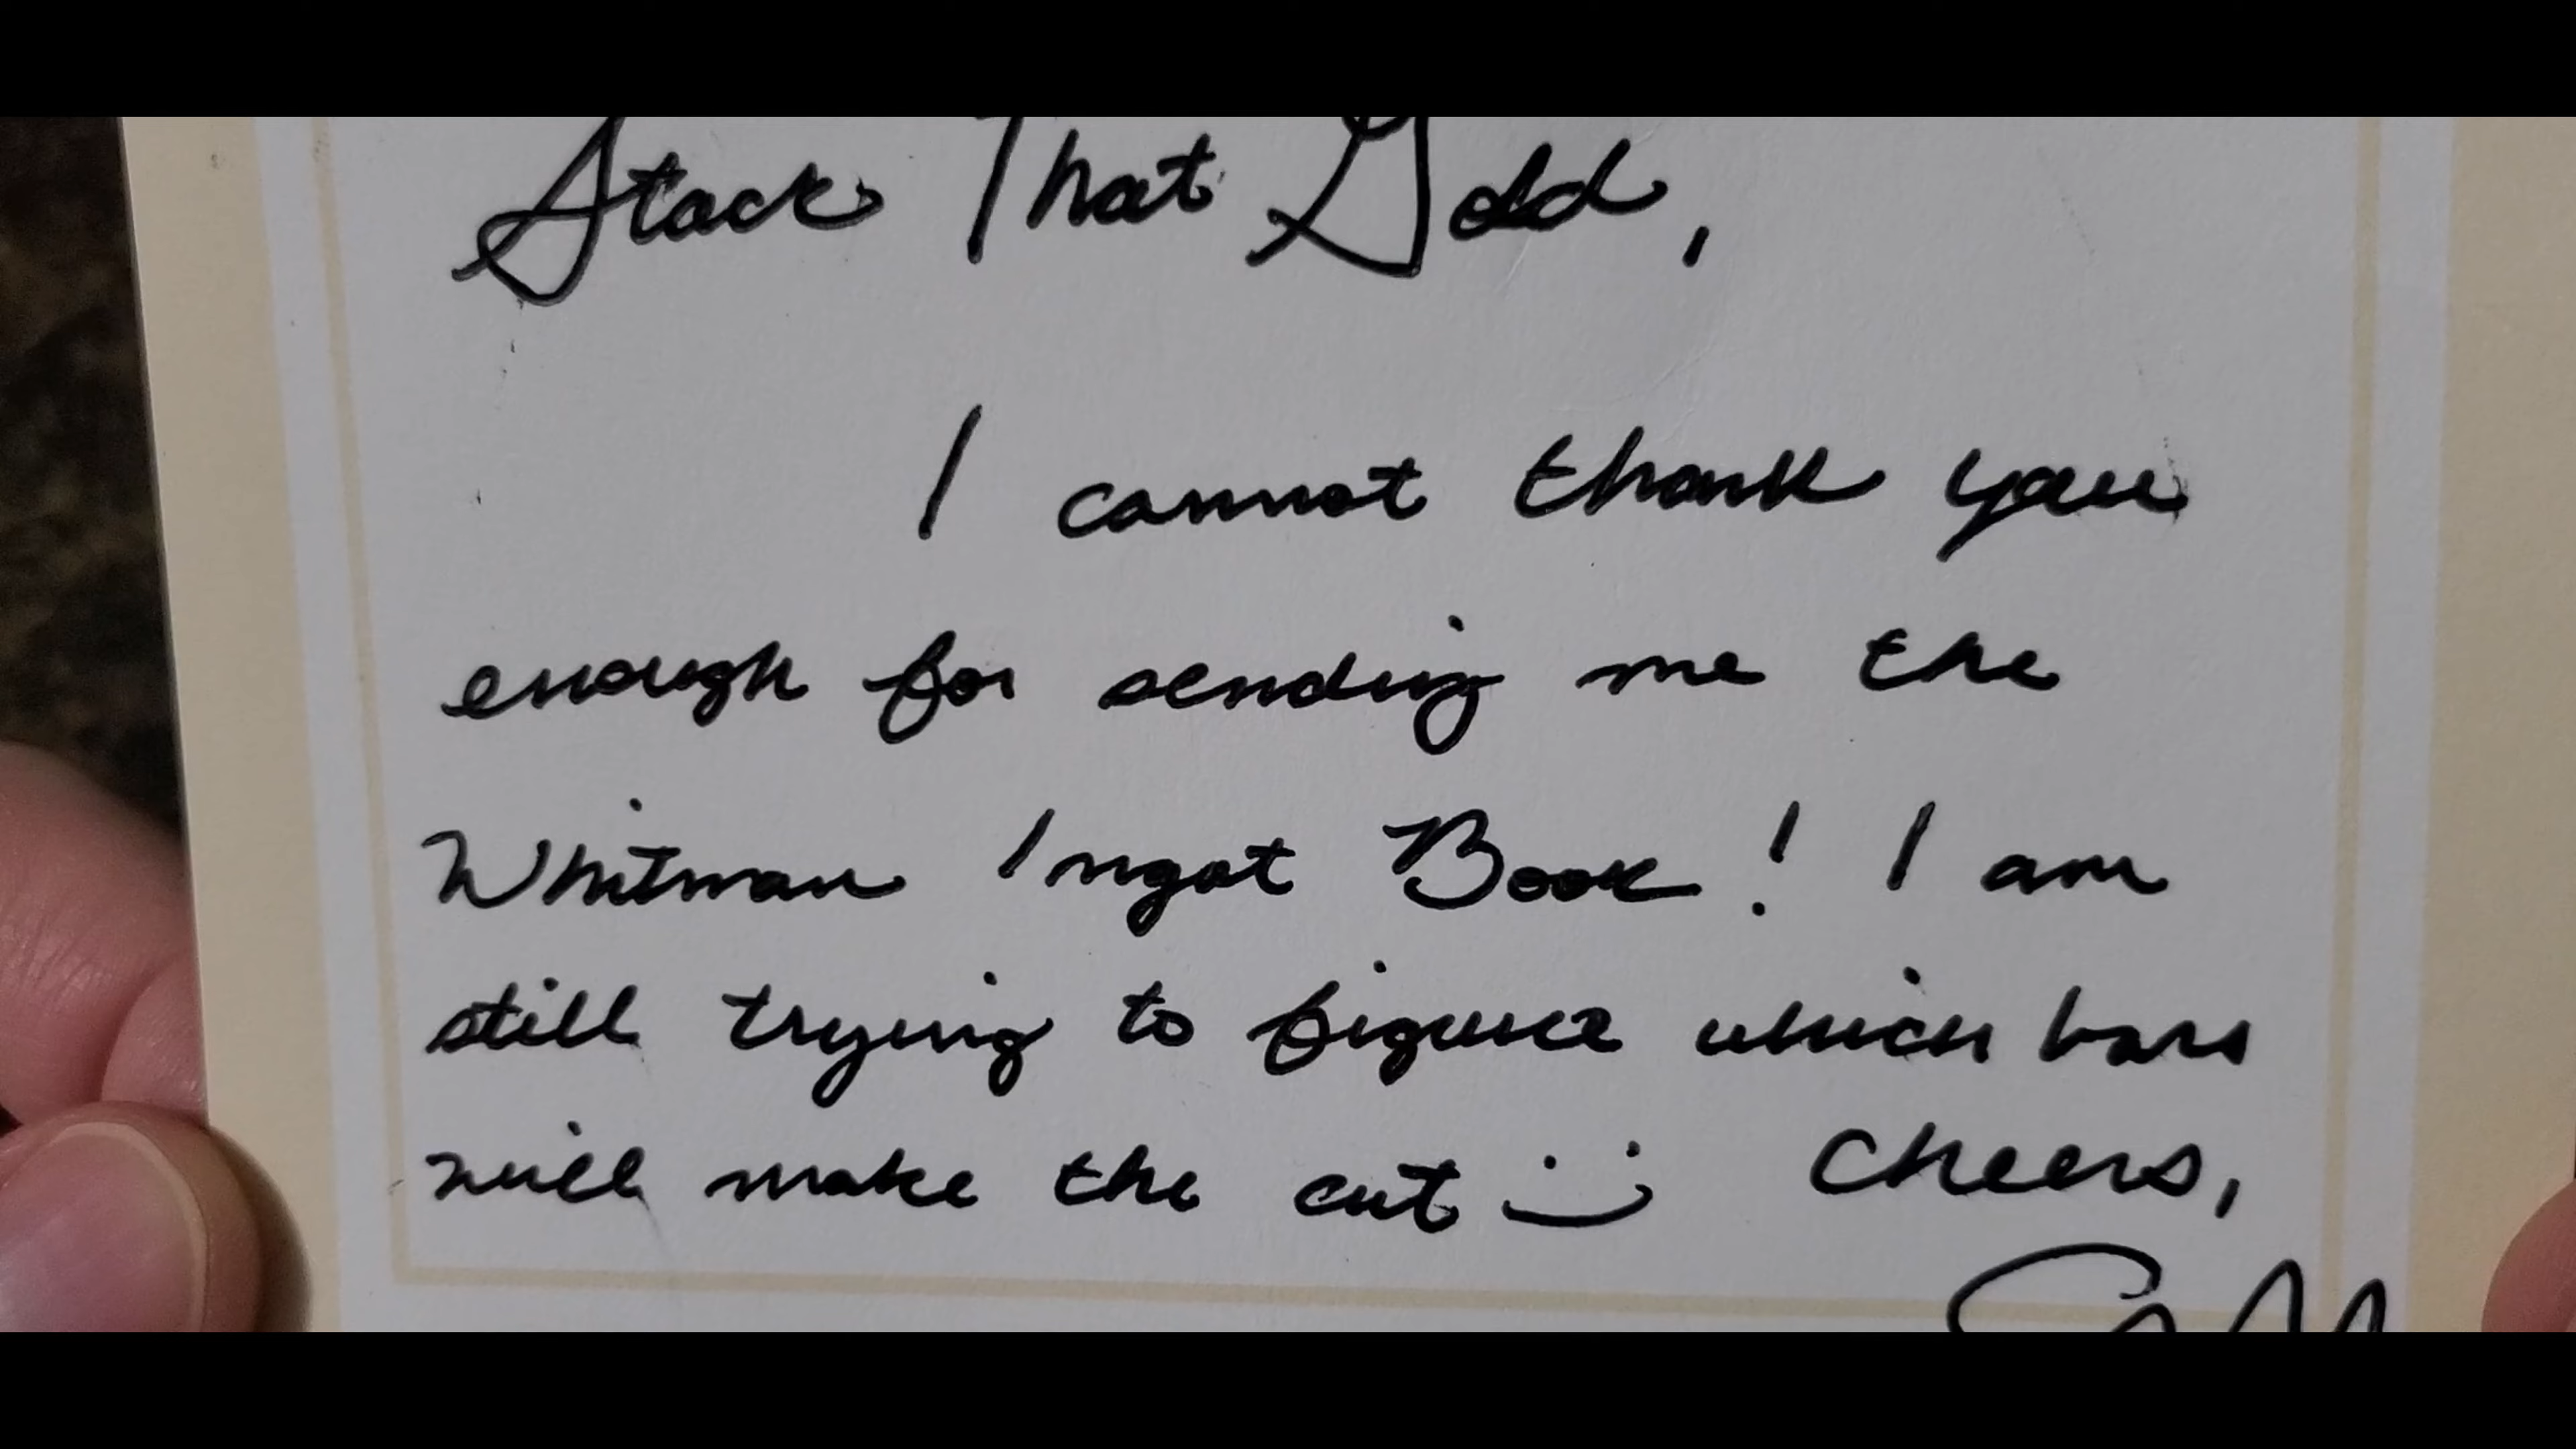 Stack That Gold,
I cannot thank you
enough for sending me the
Whitman Ingot Book! I am
still trying to figure which bars
will make the cut :) Cheers,